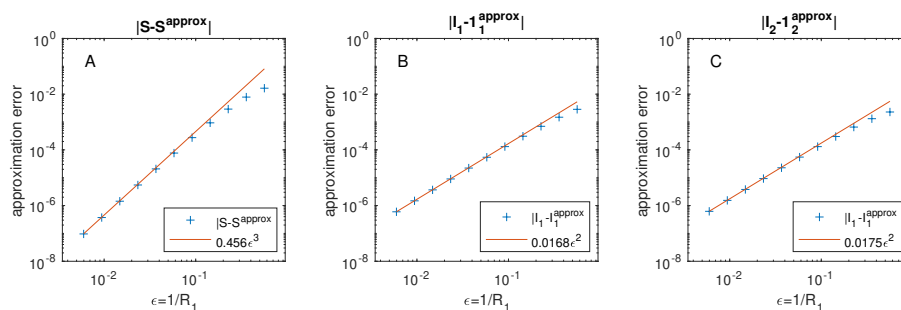 |S-S^approx|
A
approximation error
10^0
10^-2
10^-4
10^-6
10^-8
10^-2
10^-1
ϵ=1/R_1
|S-S^approx
0.456ϵ^3
|I_1-1_1^approx|
B
approximation error
10^0
10^-2
10^-4
10^-6
10^-8
10^-2
10^-1
ϵ=1/R_1
|I_1-I_1^approx
0.0168ϵ^2
|I_2-1_2^approx|
C
approximation error
10^0
10^-2
10^-4
10^-6
10^-8
10^-2
10^-1
ϵ=1/R_1
|I_1-I_1^approx
0.0175ϵ^2